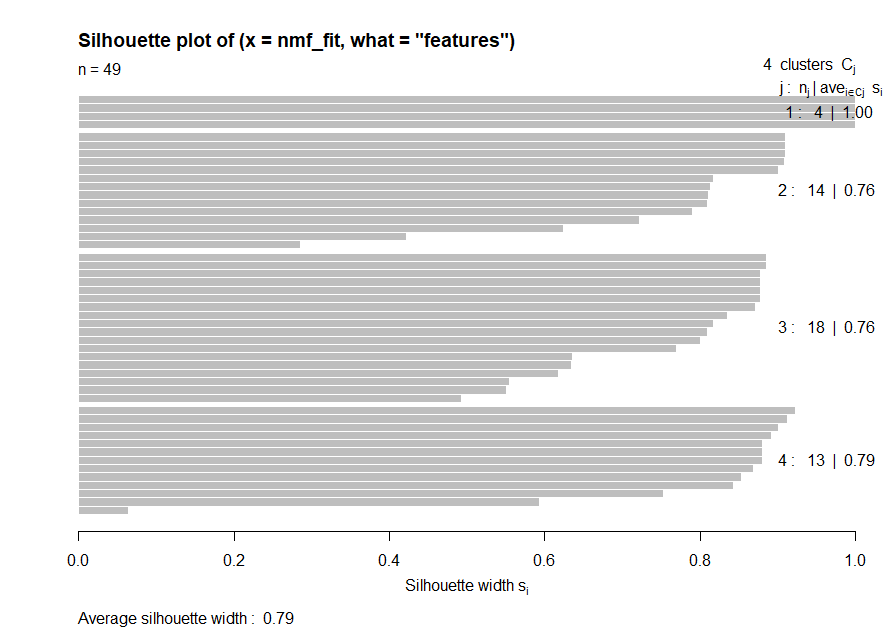 Silhouette plot of (x = nmf_fit, what = "features")
n = 49
4 clusters Cj
j : nj | avei∈Cj si
1 : 4 | 1.00
2 : 14 | 0.76
3 : 18 | 0.76
4 : 13 | 0.79
0.0 0.2 0.4 0.6 0.8 1.0
Silhouette width si
Average silhouette width : 0.79